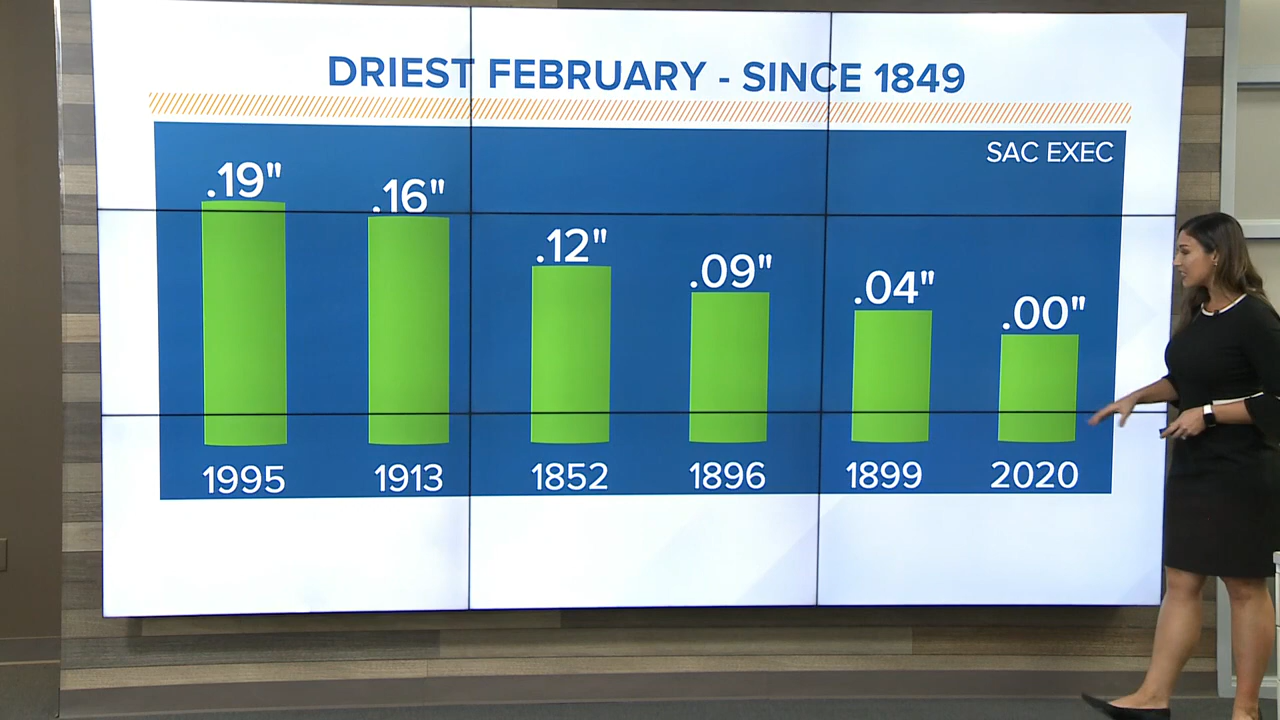 DRIEST FEBRUARY - SINCE 1849
SAC EXEC
.19" .16" .12" .09" .04" .00"
1995 1913 1852 1896 1899 2020